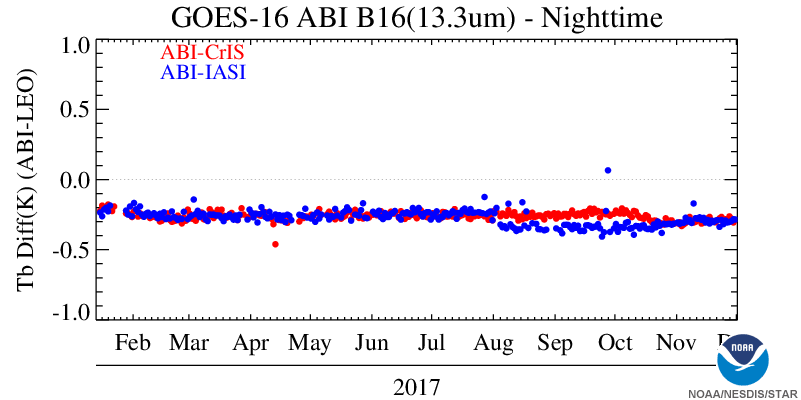 GOES-16 ABI B16(13.3um) - Nighttime
ABI-CrIS
ABI-IASI
Tb Diff(K) (ABI-LEO)
1.0
0.5
0.0
-0.5
-1.0
Feb Mar Apr May Jun Jul Aug Sep Oct Nov
2017
NOAA
NOAA/NESDIS/STAR